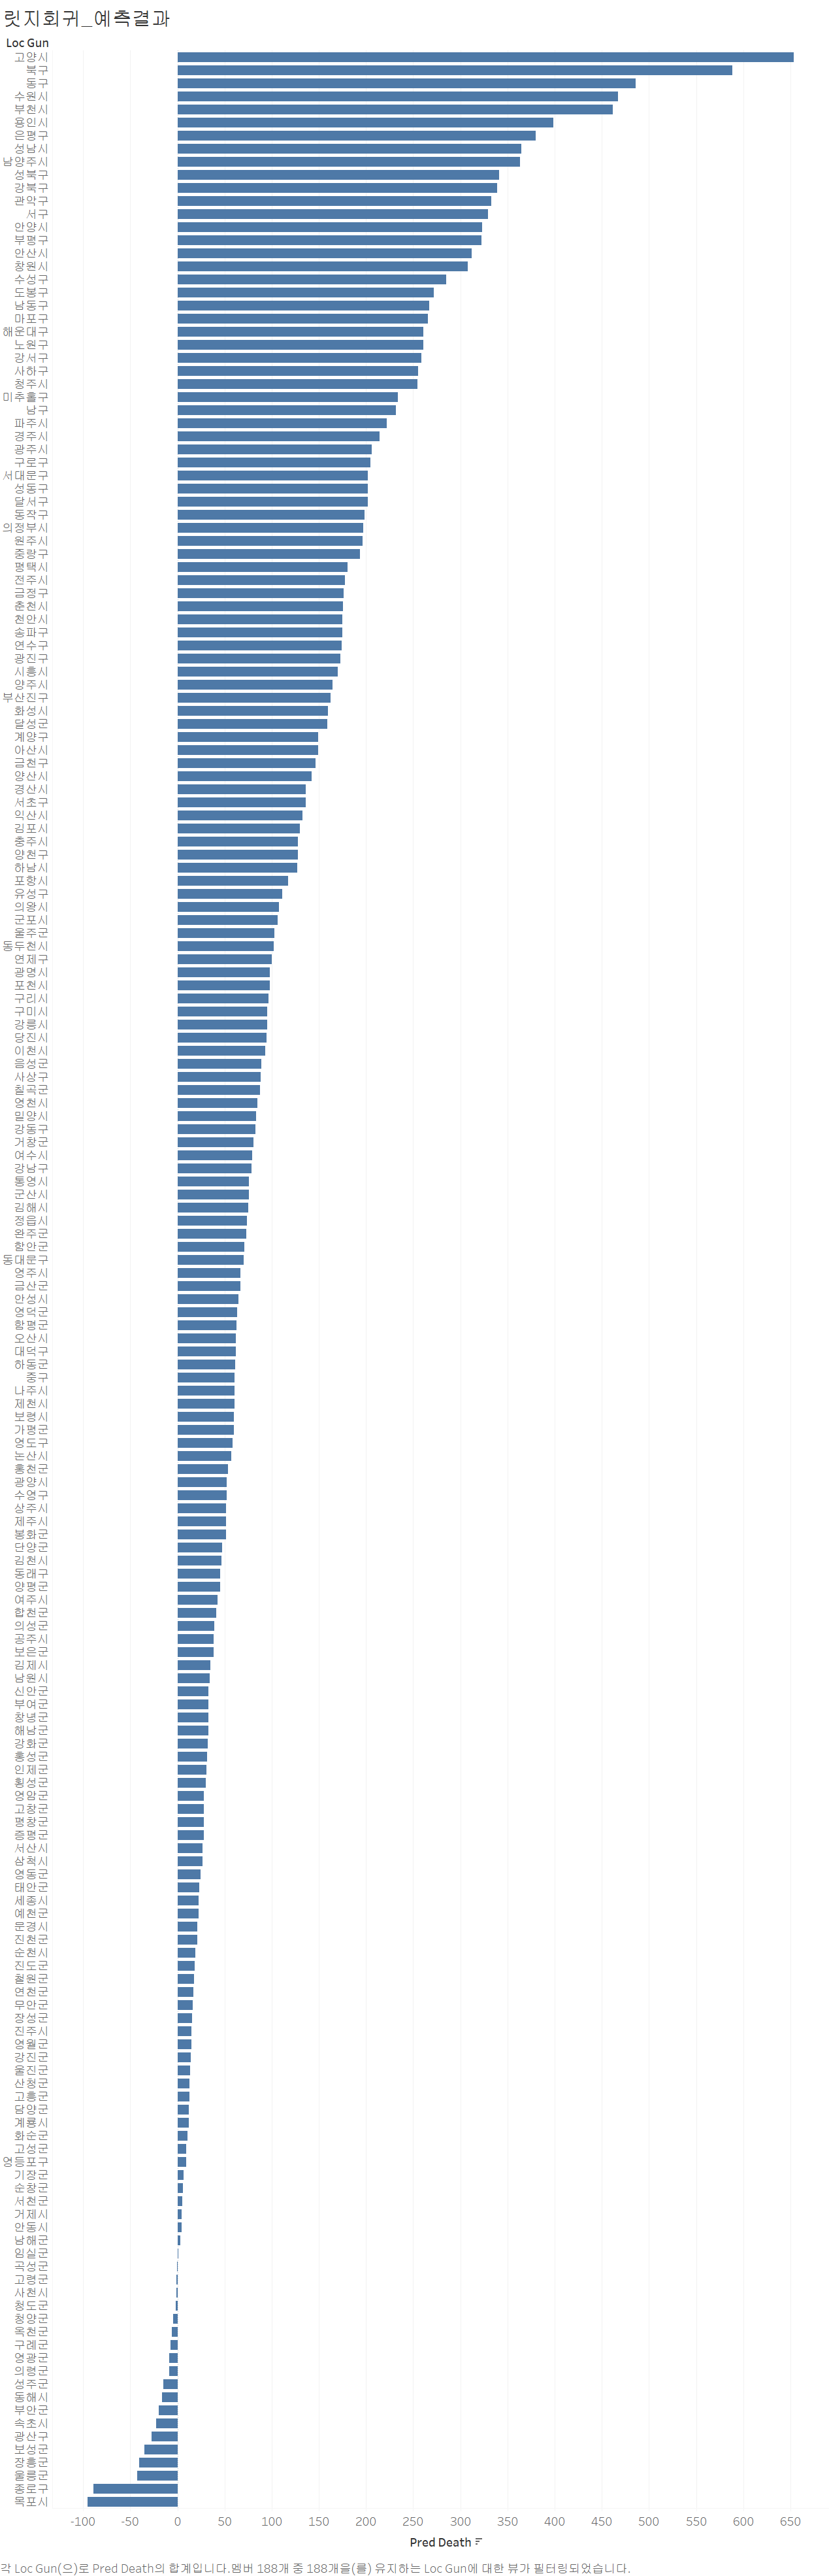 릿지회귀_예측결과
Loc Gun
고양시
북구
동구
수원시
부천시
용인시
은평구
성남시
남양주시
성북구
강북구
관악구
서구
안양시
부평구
안산시
창원시
수성구
도봉구
남동구
마포구
해운대구
노원구
강서구
사하구
청주시
미추홀구
남구
파주시
경주시
광주시
구로구
서대문구
성동구
달서구
동작구
의정부시
원주시
중랑구
평택시
전주시
금정구
춘천시
천안시
송파구
연수구
광진구
시흥시
양주시
부산진구
화성시
달성군
계양구
아산시
금천구
양산시
경산시
서초구
익산시
김포시
충주시
양천구
하남시
포항시
유성구
의왕시
군포시
울주군
동두천시
연제구
광명시
포천시
구리시
구미시
강릉시
당진시
이천시
음성군
사상구
칠곡군
영천시
밀양시
강동구
거창군
여수시
강남구
통영시
군산시
김해시
정읍시
완주군
함안군
동대문구
영주시
금산군
안성시
영덕군
함평군
오산시
대덕구
하동군
중구
나주시
제천시
보령시
가평군
영도구
논산시
홍천군
광양시
수영구
상주시
제주시
봉화군
단양군
김천시
동래구
양평군
여주시
합천군
의성군
공주시
보은군
김제시
남원시
신안군
부여군
창녕군
해남군
강화군
홍성군
인제군
횡성군
영암군
고창군
평창군
증평군
서산시
삼척시
영동군
태안군
세종시
예천군
문경시
진천군
순천시
진도군
철원군
연천군
무안군
장성군
진주시
영월군
강진군
울진군
산청군
고흥군
담양군
계룡시
화순군
고성군
영등포구
기장군
순창군
서천군
거제시
안동시
남해군
임실군
곡성군
고령군
사천시
청도군
청양군
옥천군
구례군
영광군
의령군
성주군
동해시
부안군
속초시
광산구
보성군
장흥군
울릉군
종로구
목포시
-100 -50 0 50 100 150 200 250 300 350 400 450 500 550 600 650
Pred Death
각 Loc Gun(으)로 Pred Death의 합계입니다.멤버 188개 중 188개을(를) 유지하는 Loc Gun에 대한 뷰가 필터링되었습니다.